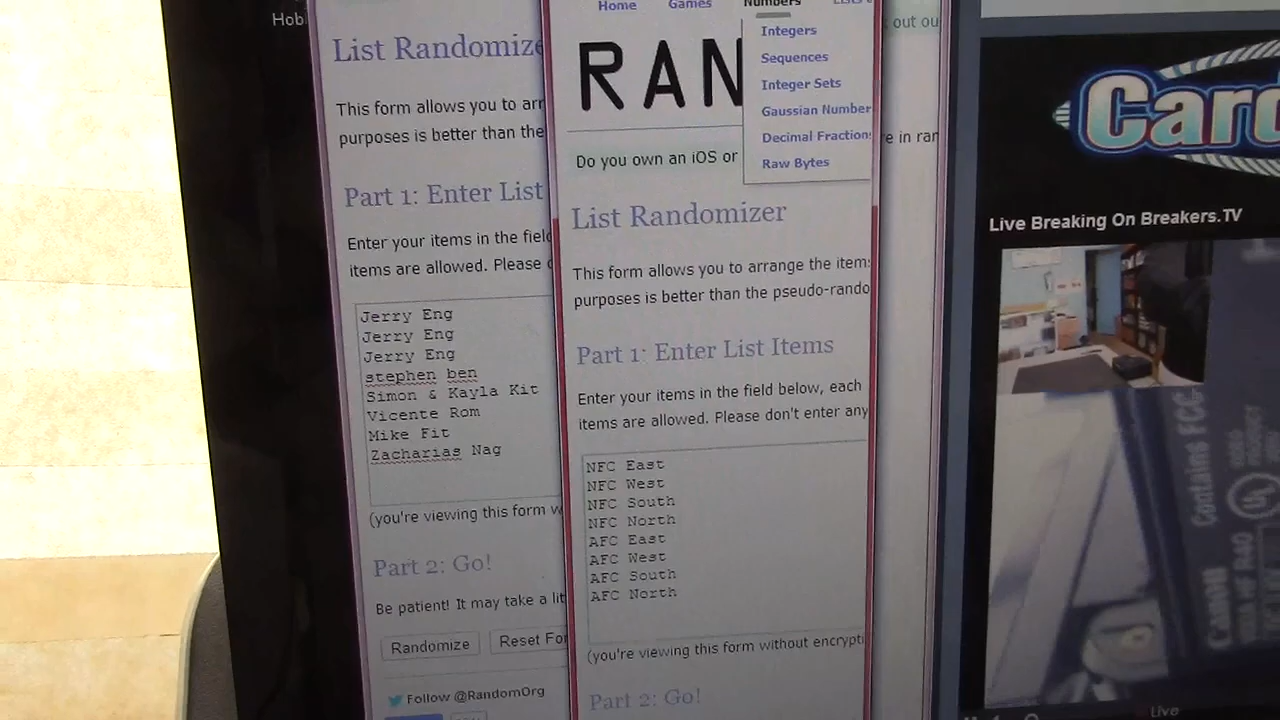 Hob
List Randomize
This form allows you to arr
purposes is better than the
Part 1: Enter List
Enter your items in the field
items are allowed. Please
Jerry Eng
Jerry Eng
Jerry Eng
stephen ben
Simon & Kayla Kit
Vicente Rom
Mike Fit
Zacharias Nag
(you're viewing this form w
Part 2: Go!
Be patient! It may take a lit
Randomize
Reset For
Follow @RandomOrg
Home
Games
Numbers
Integers
Sequences
Integer Sets
Gaussian Number
Decimal Fractions
Raw Bytes
RAN
Do you own an iOS or
List Randomizer
This form allows you to arrange the items
purposes is better than the pseudo-rando
Part 1: Enter List Items
Enter your items in the field below, each
items are allowed. Please don't enter any
NFC East
NFC West
NFC South
NFC North
AFC East
AFC West
AFC South
AFC North
(you're viewing this form without encrypti
Part 2: Go!
out ou
e in ran
Card
Live Breaking On Breakers.TV
Contains FCC
UL
CANON
Live